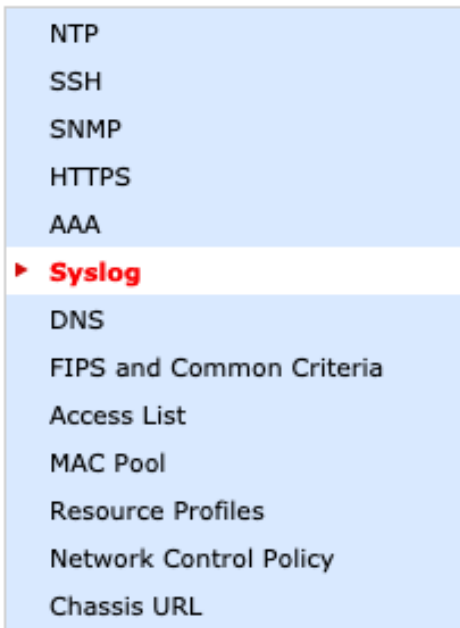 NTP
SSH
SNMP
HTTPS
AAA
Syslog
DNS
FIPS and Common Criteria
Access List
MAC Pool
Resource Profiles
Network Control Policy
Chassis URL